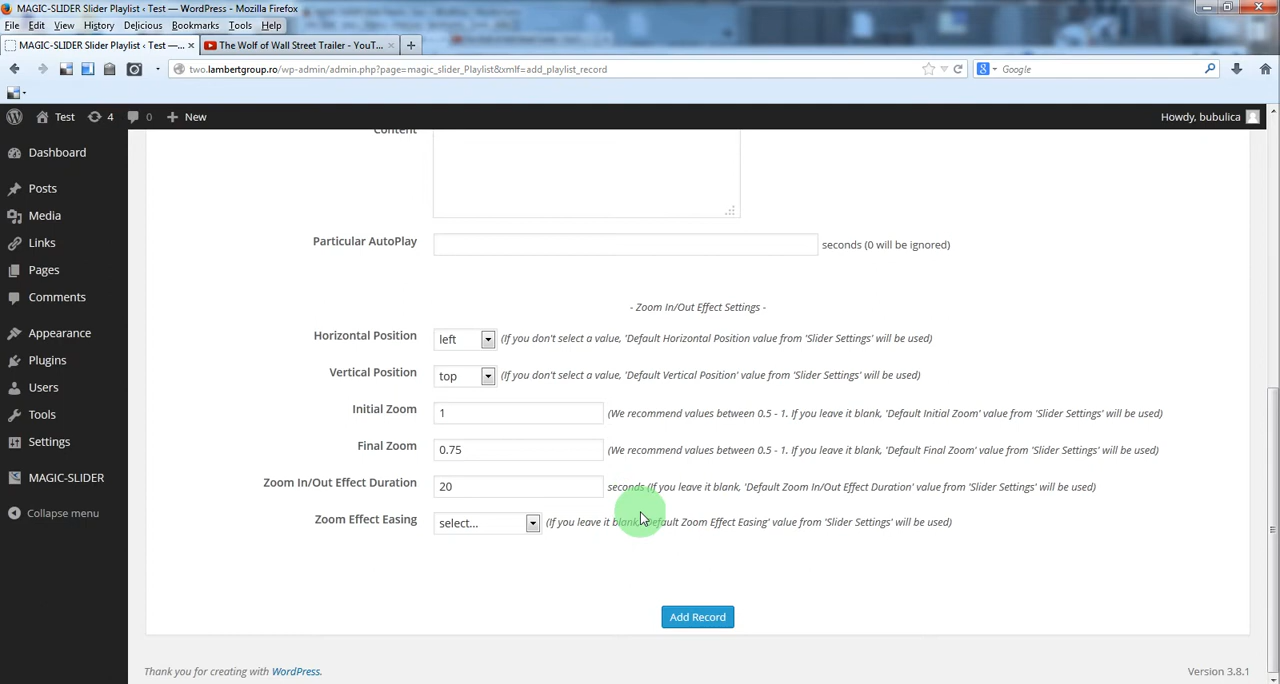 MAGIC-SLIDER Slider Playlist ‹ Test — WordPress - Mozilla Firefox
File Edit View History Delicious Bookmarks Tools Help
MAGIC-SLIDER Slider Playlist ‹ Test —... × The Wolf of Wall Street Trailer - YouT... × +
two.lambertgroup.ro/wp-admin/admin.php?page=magic_slider_Playlist&xmlf=add_playlist_record Google
Test 4 0 + New Howdy, bubulica
Content
Dashboard
Posts
Media
Links
Pages
Comments
Appearance
Plugins
Users
Tools
Settings
MAGIC-SLIDER
Collapse menu
Particular AutoPlay seconds (0 will be ignored)
- Zoom In/Out Effect Settings -
Horizontal Position left (If you don't select a value, 'Default Horizontal Position value from 'Slider Settings' will be used)
Vertical Position top (If you don't select a value, 'Default Vertical Position' value from 'Slider Settings' will be used)
Initial Zoom 1 (We recommend values between 0.5 - 1. If you leave it blank, 'Default Initial Zoom' value from 'Slider Settings' will be used)
Final Zoom 0.75 (We recommend values between 0.5 - 1. If you leave it blank, 'Default Final Zoom' value from 'Slider Settings' will be used)
Zoom In/Out Effect Duration 20 seconds (If you leave it blank, 'Default Zoom In/Out Effect Duration' value from 'Slider Settings' will be used)
Zoom Effect Easing select... (If you leave it blank, 'Default Zoom Effect Easing' value from 'Slider Settings' will be used)
Add Record
Thank you for creating with WordPress. Version 3.8.1